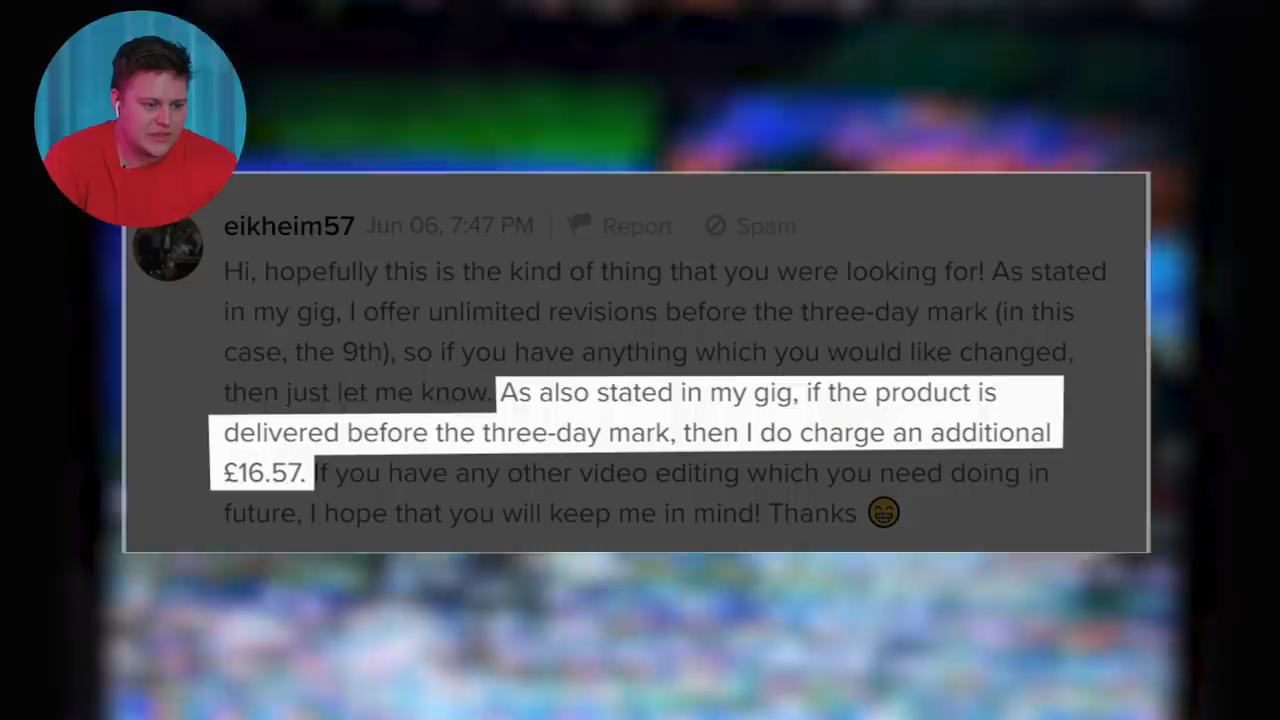 eikheim57 Jun 06, 7:47 PM Report Spam
Hi, hopefully this is the kind of thing that you were looking for! As stated
in my gig, I offer unlimited revisions before the three-day mark (in this
case, the 9th), so if you have anything which you would like changed,
then just let me know. As also stated in my gig, if the product is
delivered before the three-day mark, then I do charge an additional
£16.57. If you have any other video editing which you need doing in
future, I hope that you will keep me in mind! Thanks 😁